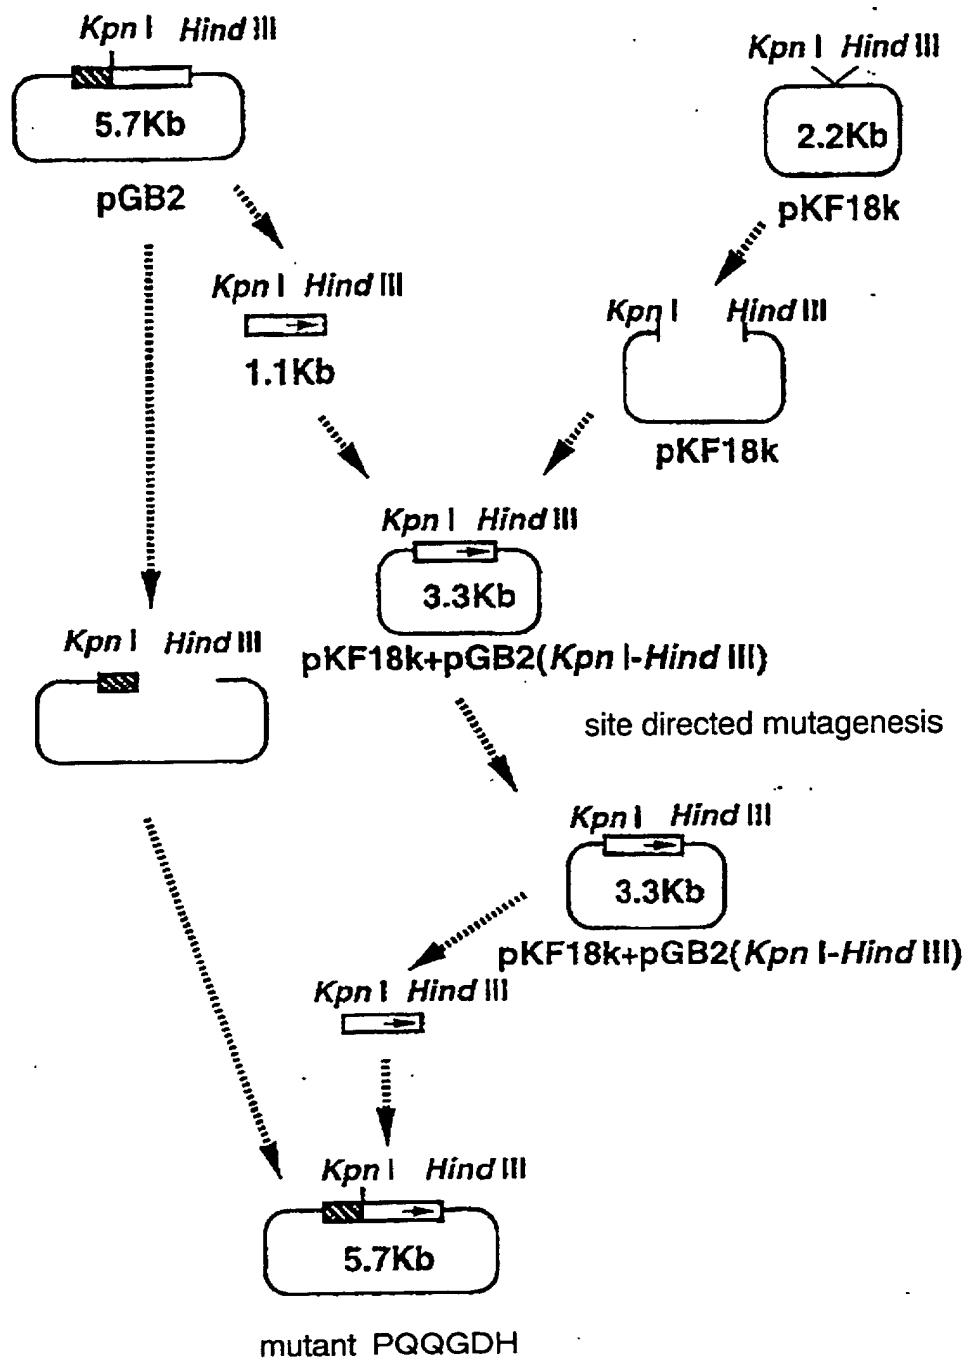 Kpn I Hind III
5.7Kb
pGB2
Kpn I Hind III
2.2Kb
pKF18k
Kpn I Hind III
1.1Kb
Kpn I Hind III
pKF18k
Kpn I Hind III
3.3Kb
pKF18k+pGB2(Kpn I-Hind III)
Kpn I Hind III
site directed mutagenesis
Kpn I Hind III
3.3Kb
pKF18k+pGB2(Kpn I-Hind III)
Kpn I Hind III
Kpn I Hind III
5.7Kb
mutant PQQGDH